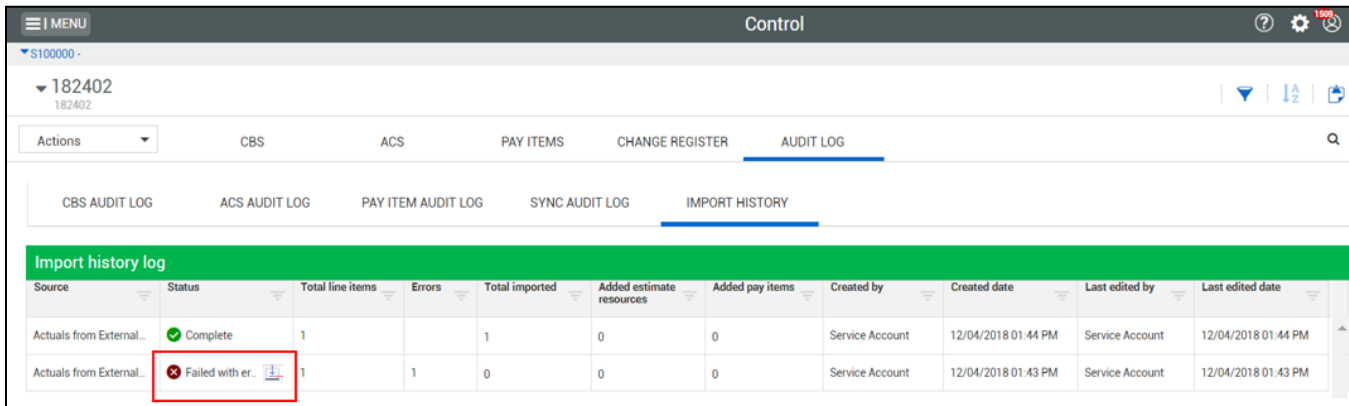 MENU Control 1509
S100000 -
182402
182402
Actions CBS ACS PAY ITEMS CHANGE REGISTER AUDIT LOG
CBS AUDIT LOG ACS AUDIT LOG PAY ITEM AUDIT LOG SYNC AUDIT LOG IMPORT HISTORY
Import history log
Source Status Total line items Errors Total imported Added estimate resources Added pay items Created by Created date Last edited by Last edited date
Actuals from External... Complete 1 1 0 0 Service Account 12/04/2018 01:44 PM Service Account 12/04/2018 01:44 PM
Actuals from External... Failed with er.. 1 1 0 0 0 Service Account 12/04/2018 01:43 PM Service Account 12/04/2018 01:43 PM